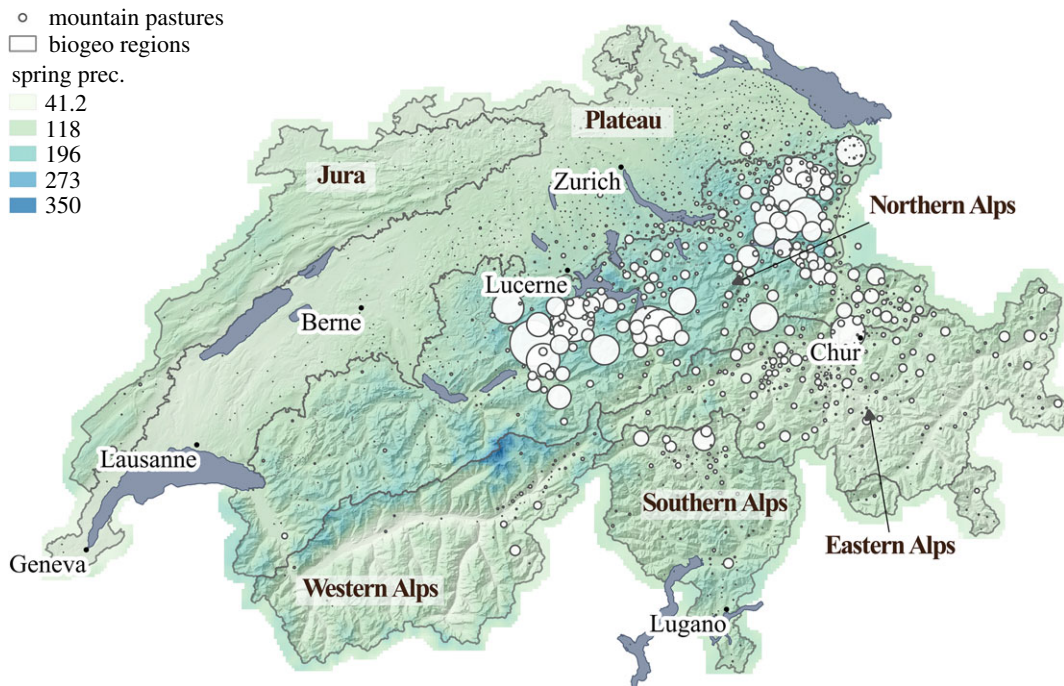 mountain pastures
biogeo regions
spring prec.
41.2
118
196
273
350
Plateau
Jura
Zurich
Northern Alps
Lucerne
Berne
Chur
Lausanne
Southern Alps
Eastern Alps
Geneva
Western Alps
Lugano